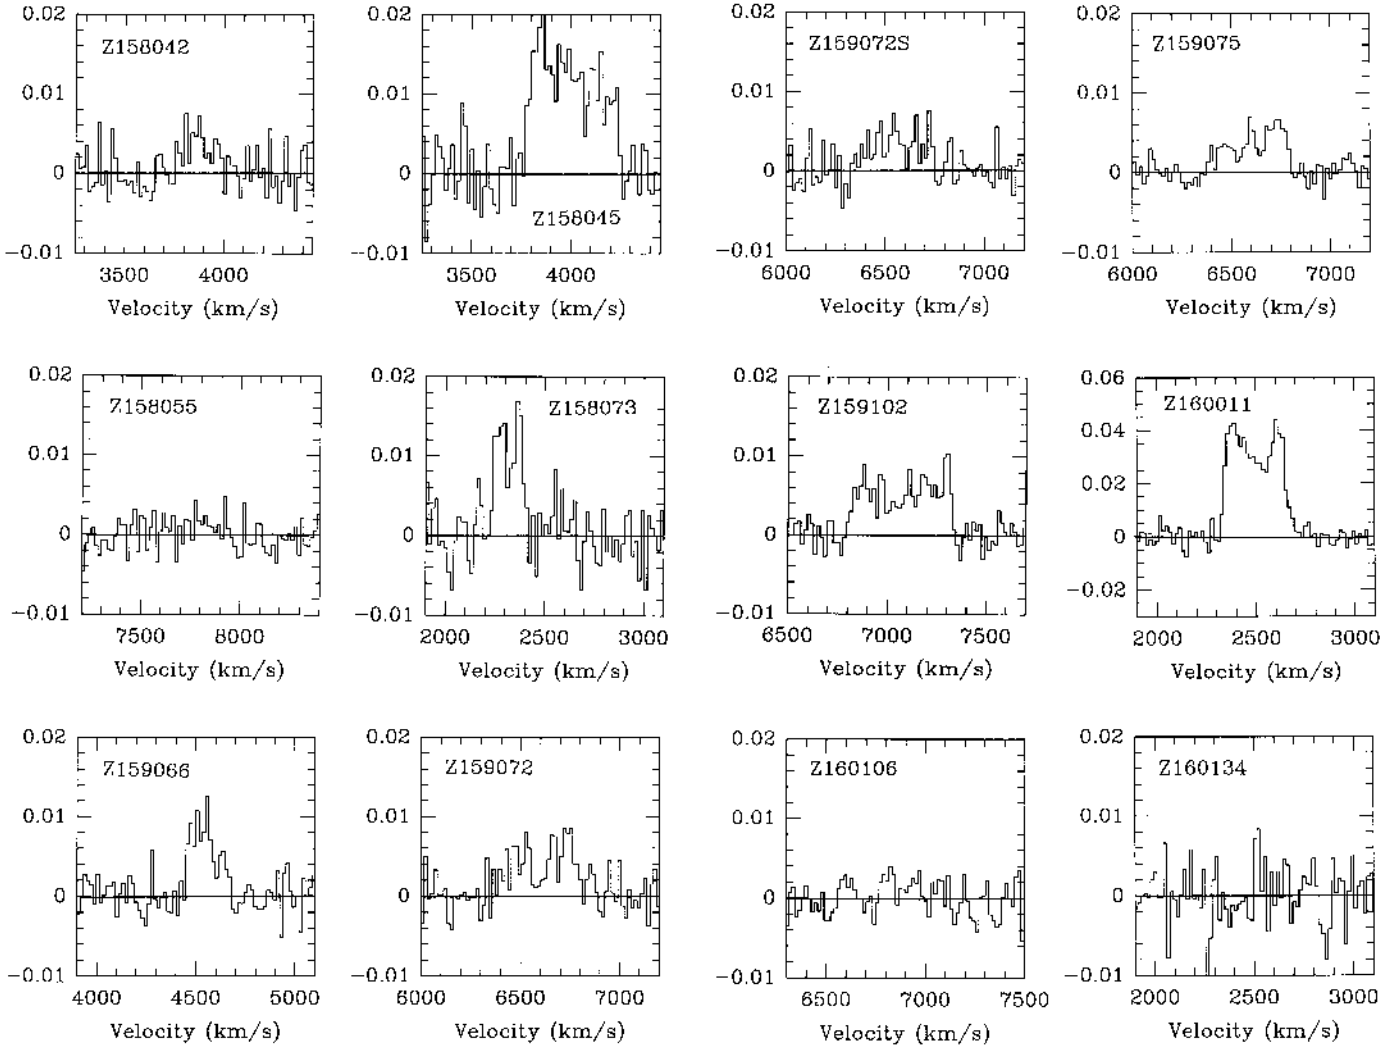 0.02 0.02 0.02 0.02
Z158042 Z159072S Z159075
0.01 0.01 0.01 0.01
0 0 0 0
Z158045
−0.01 −0.01 −0.01 −0.01
3500 4000 3500 4000 6000 6500 7000 6000 6500 7000
Velocity (km/s) Velocity (km/s) Velocity (km/s) Velocity (km/s)
0.02 0.02 0.02 0.06
Z158055 Z158073 Z159102 Z160011
0.04
0.01 0.01 0.01
0.02
0 0 0 0
−0.02
−0.01 −0.01 −0.01
7500 8000 2000 2500 3000 6500 7000 7500 2000 2500 3000
Velocity (km/s) Velocity (km/s) Velocity (km/s) Velocity (km/s)
0.02 0.02 0.02 0.02
Z159066 Z159072 Z160106 Z160134
0.01 0.01 0.01 0.01
0 0 0 0
−0.01 −0.01 −0.01 −0.01
4000 4500 5000 6000 6500 7000 6500 7000 7500 2000 2500 3000
Velocity (km/s) Velocity (km/s) Velocity (km/s) Velocity (km/s)